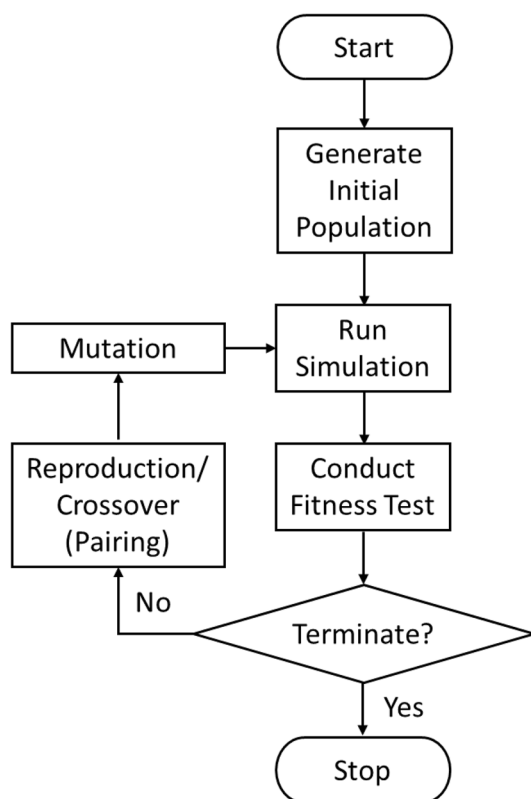 Start
Generate
Initial
Population
Run
Simulation
Mutation
Conduct
Fitness Test
Reproduction/
Crossover
(Pairing)
Terminate?
No
Yes
Stop